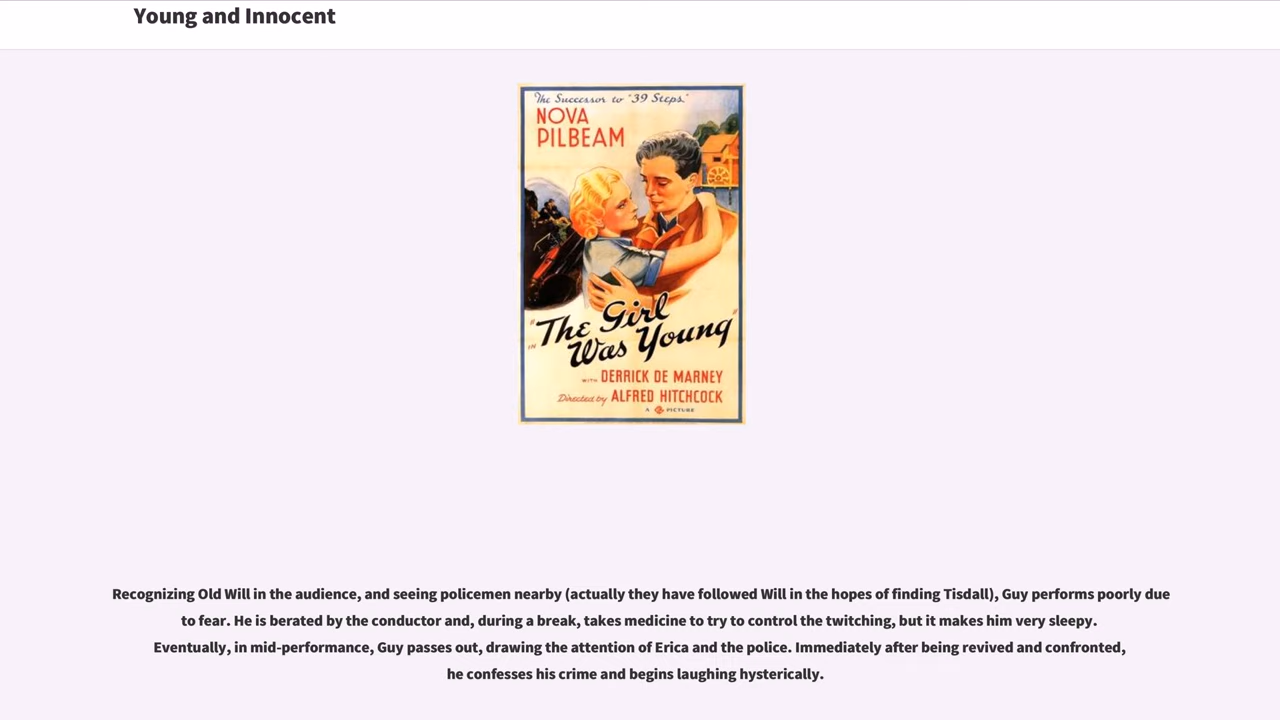 Young and Innocent
The Successor to "39 Steps."
NOVA
PILBEAM
"The Girl
IN Was Young"
WITH DERRICK DE MARNEY
Directed by ALFRED HITCHCOCK
A GB PICTURE
Recognizing Old Will in the audience, and seeing policemen nearby (actually they have followed Will in the hopes of finding Tisdall), Guy performs poorly due
to fear. He is berated by the conductor and, during a break, takes medicine to try to control the twitching, but it makes him very sleepy.
Eventually, in mid-performance, Guy passes out, drawing the attention of Erica and the police. Immediately after being revived and confronted,
he confesses his crime and begins laughing hysterically.